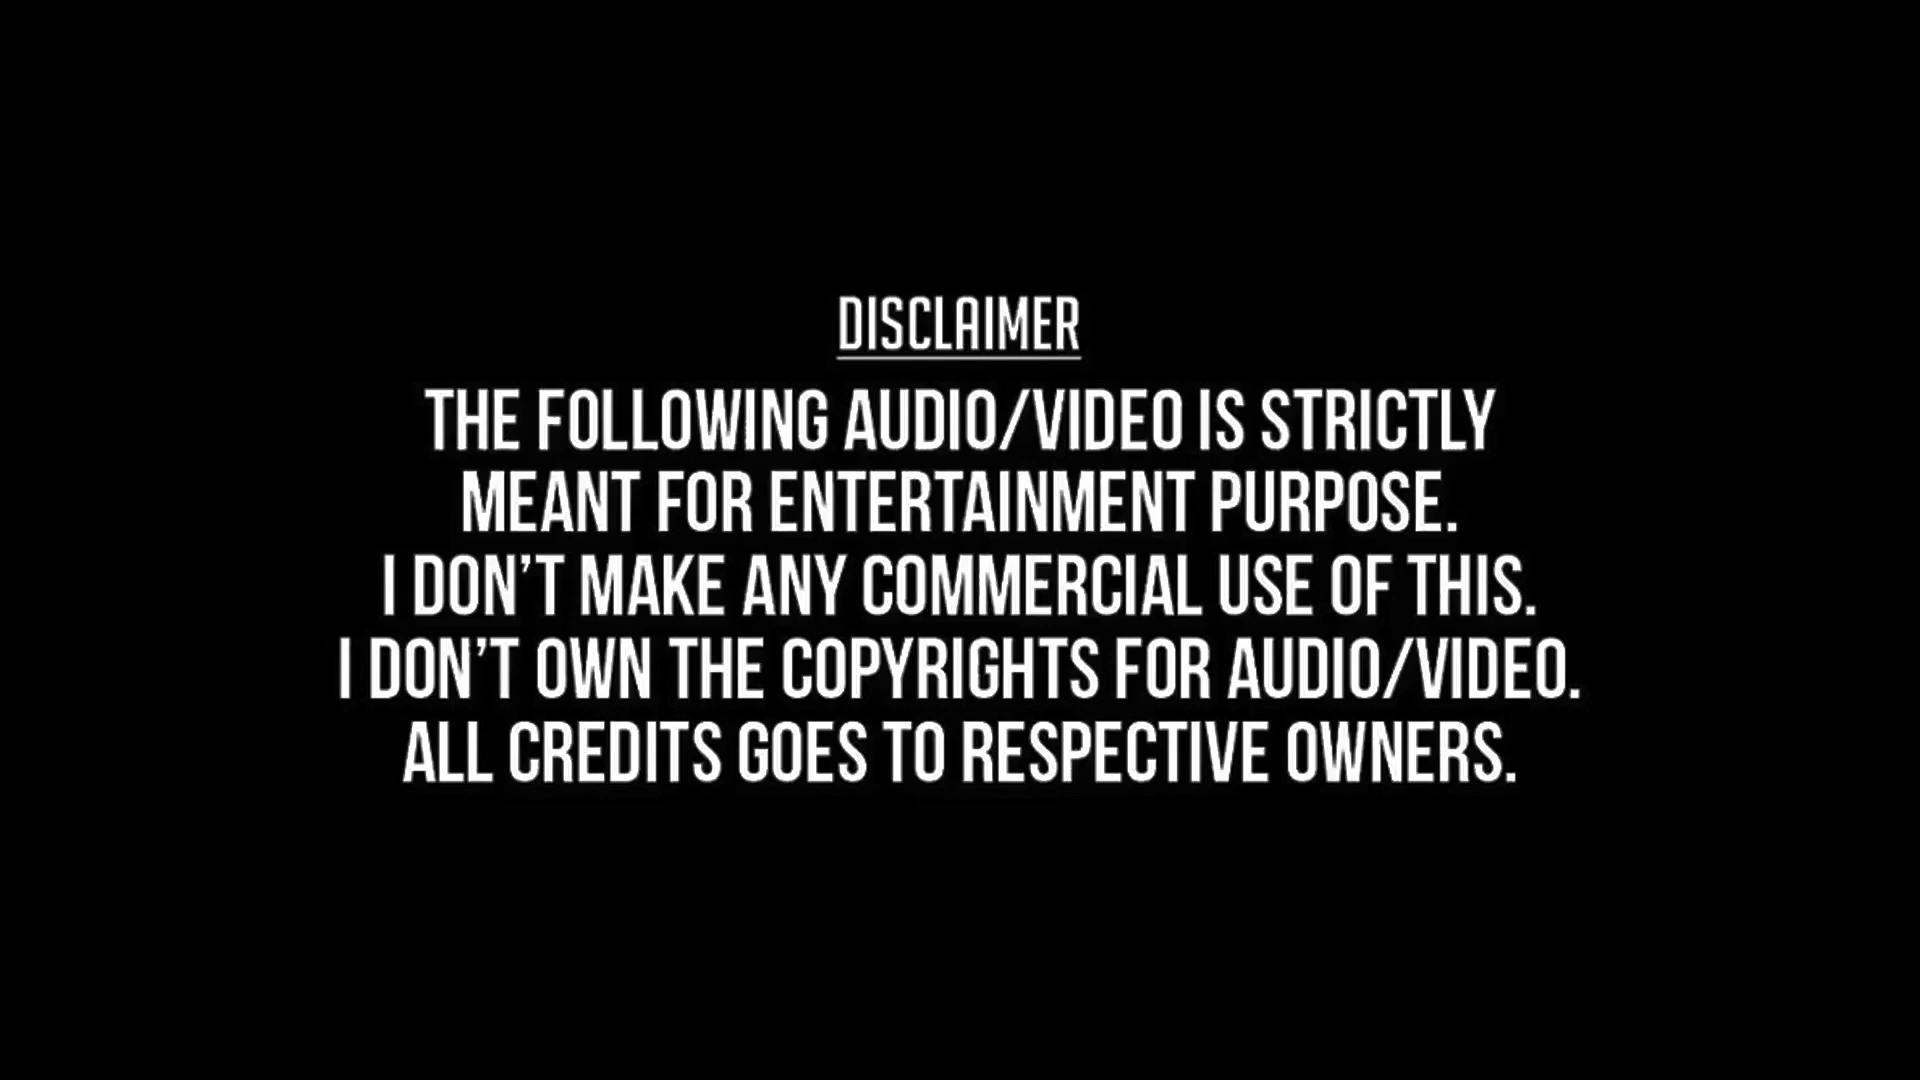 DISCLAIMER
THE FOLLOWING AUDIO/VIDEO IS STRICTLY
MEANT FOR ENTERTAINMENT PURPOSE.
I DON’T MAKE ANY COMMERCIAL USE OF THIS.
I DON’T OWN THE COPYRIGHTS FOR AUDIO/VIDEO.
ALL CREDITS GOES TO RESPECTIVE OWNERS.